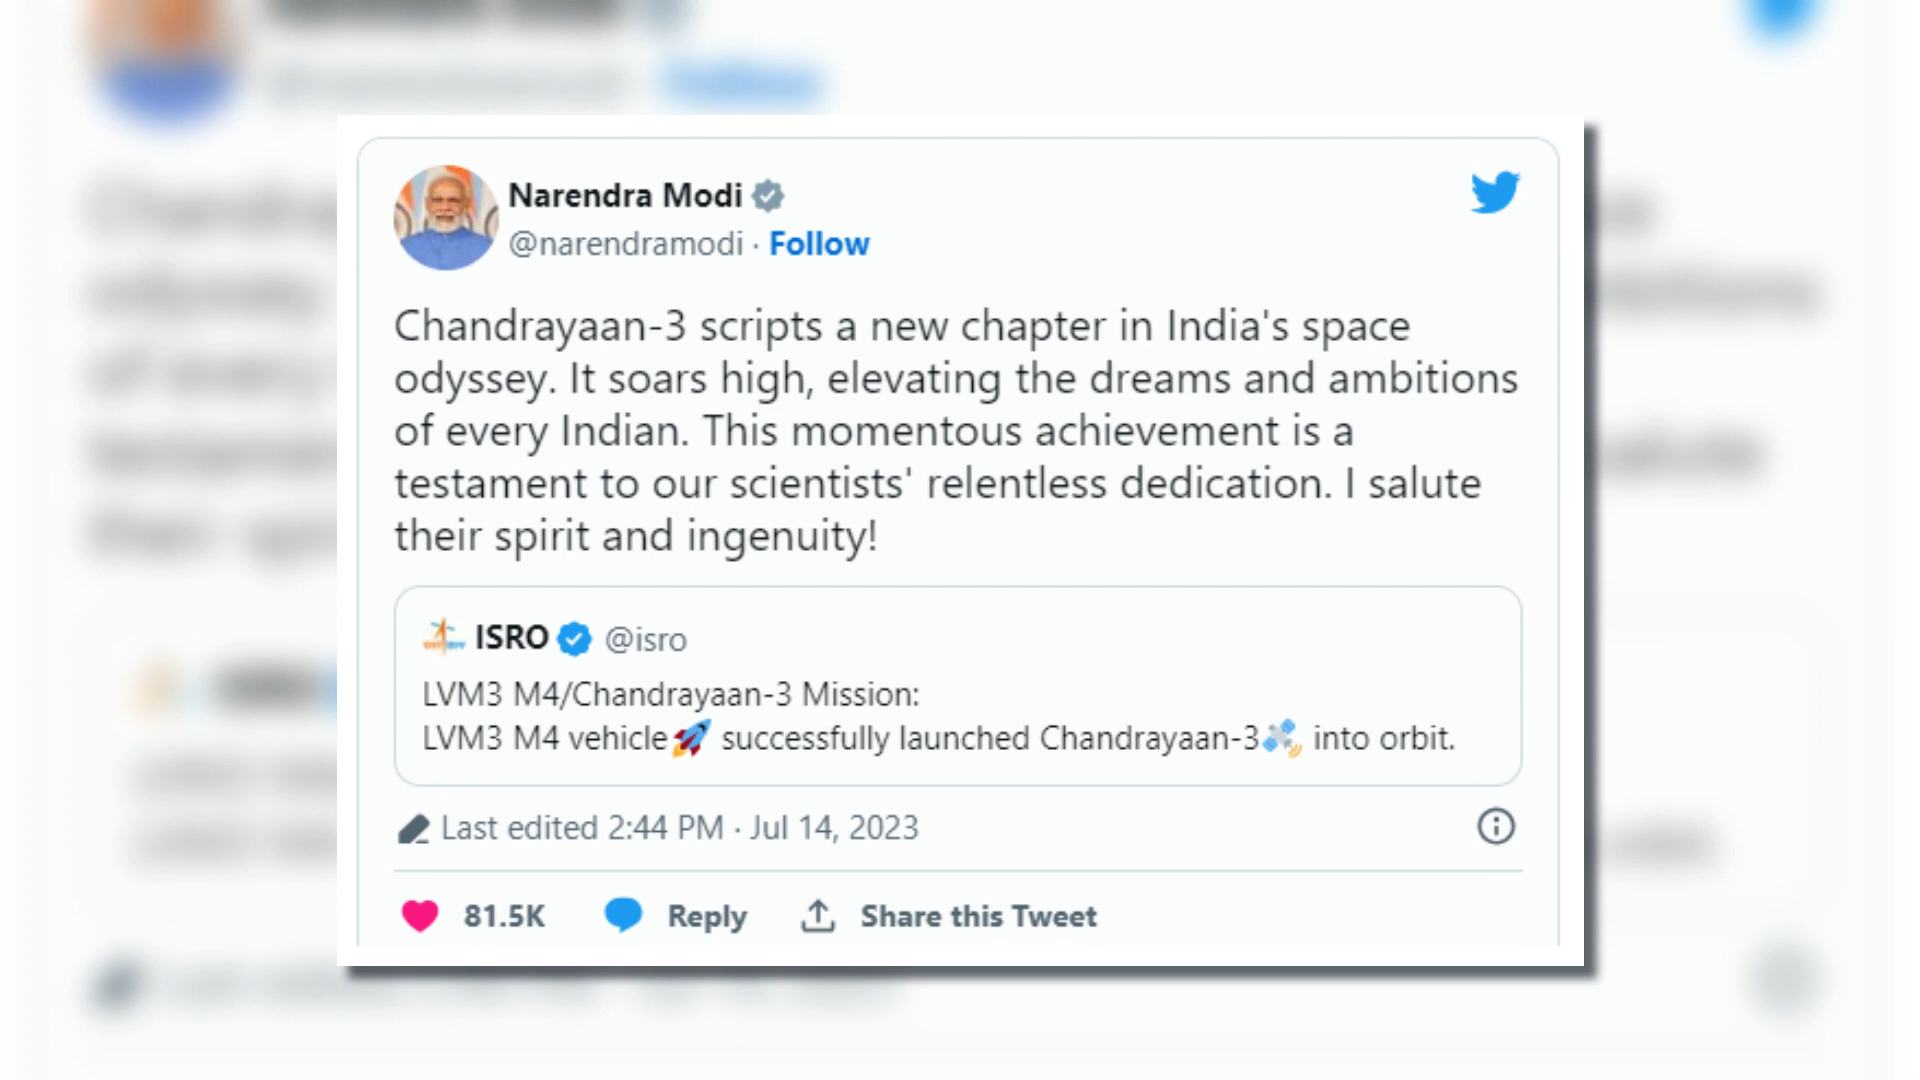 Narendra Modi
@narendramodi · Follow
Chandrayaan-3 scripts a new chapter in India's space
odyssey. It soars high, elevating the dreams and ambitions
of every Indian. This momentous achievement is a
testament to our scientists' relentless dedication. I salute
their spirit and ingenuity!
ISRO @isro
LVM3 M4/Chandrayaan-3 Mission:
LVM3 M4 vehicle🚀 successfully launched Chandrayaan-3🛰️ into orbit.
Last edited 2:44 PM · Jul 14, 2023
81.5K Reply Share this Tweet